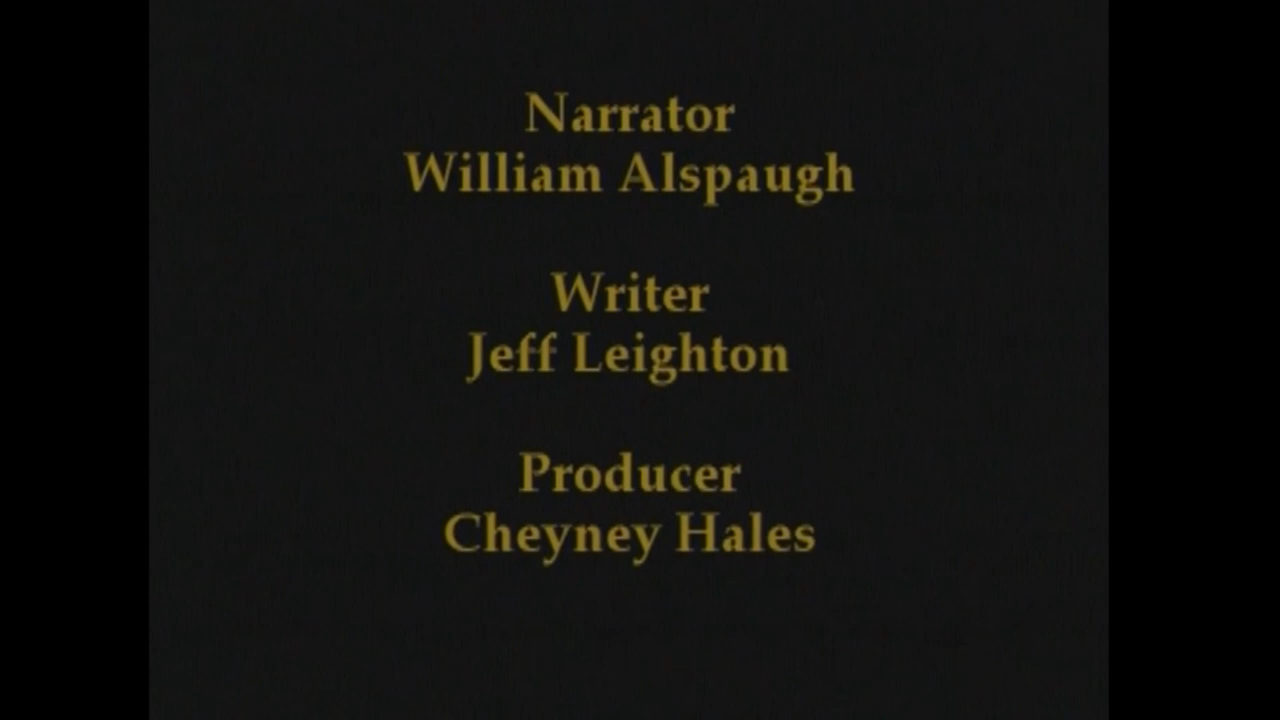 Narrator
William Alspaugh
Writer
Jeff Leighton
Producer
Cheyney Hales